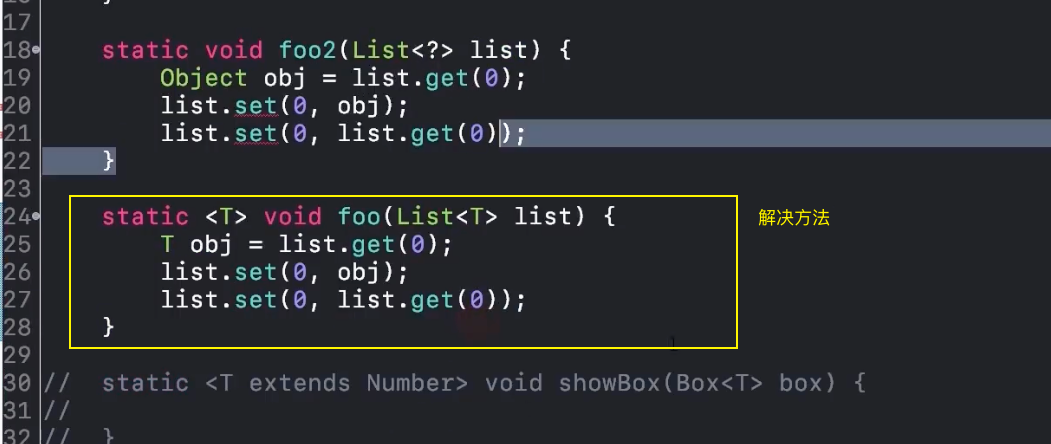 17
18 static void foo2(List<?> list) {
19 Object obj = list.get(0);
20 list.set(0, obj);
21 list.set(0, list.get(0));
22 }
23
24 static <T> void foo(List<T> list) { 解决方法
25 T obj = list.get(0);
26 list.set(0, obj);
27 list.set(0, list.get(0));
28 }
29
30 // static <T extends Number> void showBox(Box<T> box) {
31 //
32 // }